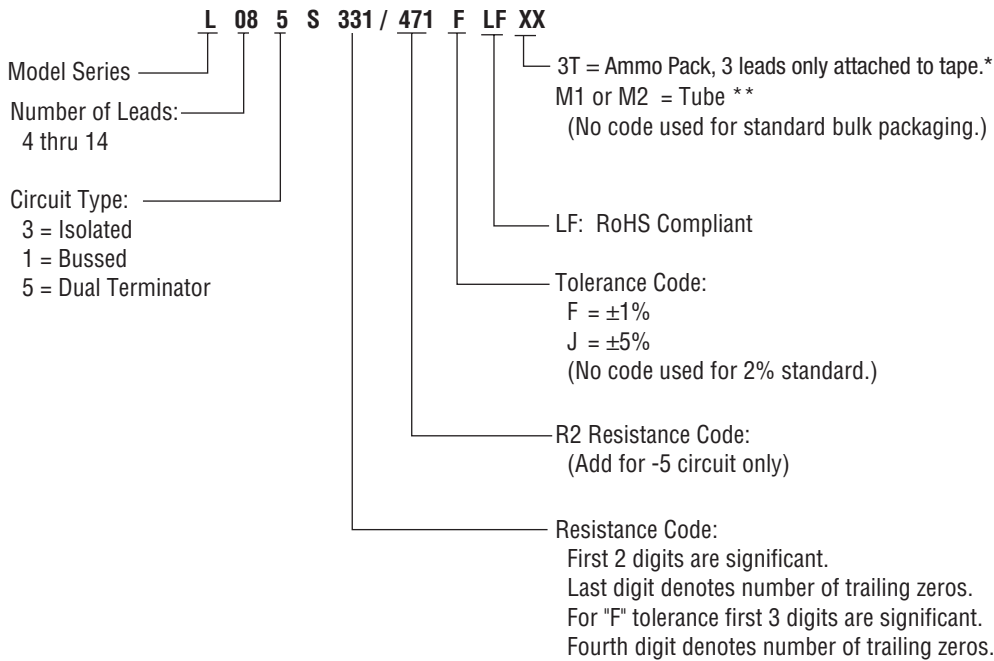 L 08 5 S 331 / 471 F LF XX
Model Series
Number of Leads:
4 thru 14
Circuit Type:
3 = Isolated
1 = Bussed
5 = Dual Terminator
3T = Ammo Pack, 3 leads only attached to tape.*
M1 or M2 = Tube **
(No code used for standard bulk packaging.)
LF: RoHS Compliant
Tolerance Code:
F = ±1%
J = ±5%
(No code used for 2% standard.)
R2 Resistance Code:
(Add for -5 circuit only)
Resistance Code:
First 2 digits are significant.
Last digit denotes number of trailing zeros.
For "F" tolerance first 3 digits are significant.
Fourth digit denotes number of trailing zeros.